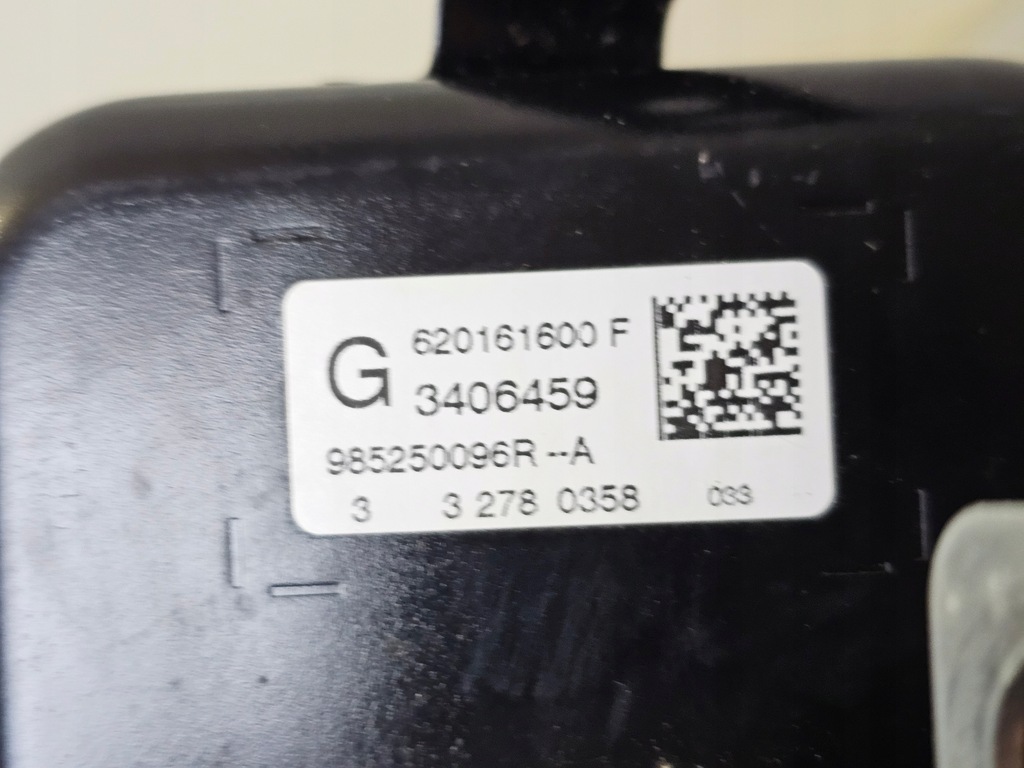 G 620161600 F
3406459
985250096R --A
3 3 278 0358 033